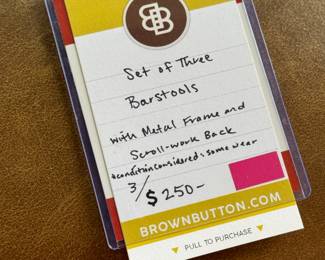 Set of Three
Barstools
with Metal Frame and
Scroll-work Back
*condition considered: some wear
3/ $250-
BROWNBUTTON.COM
PULL TO PURCHASE